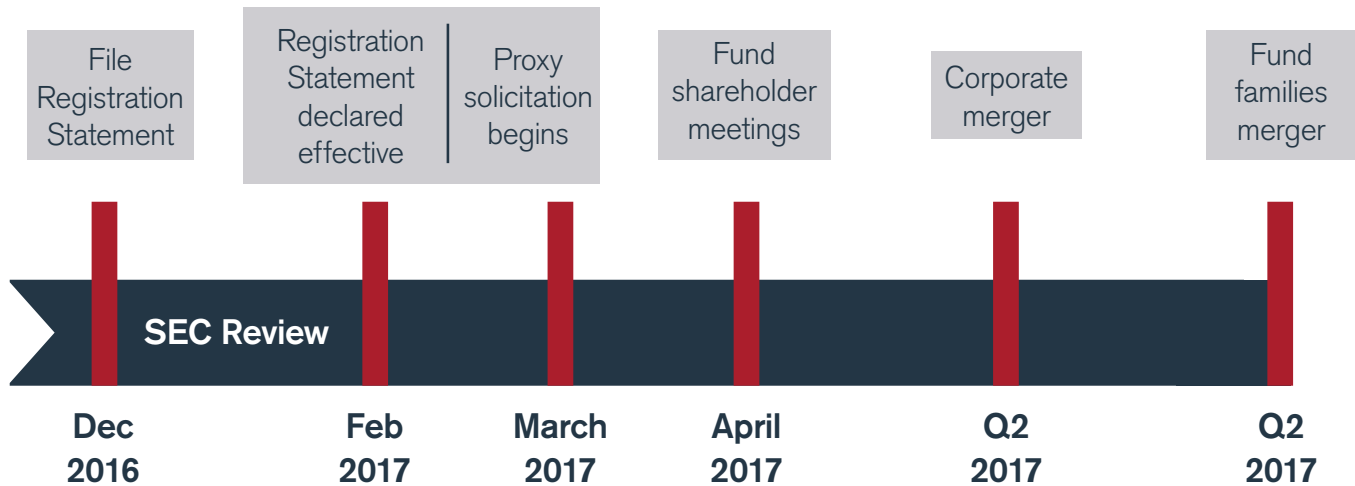 File
Registration
Statement
Registration
Statement
declared
effective
Proxy
solicitation
begins
Fund
shareholder
meetings
Corporate
merger
Fund
families
merger
SEC Review
Dec
2016
Feb
2017
March
2017
April
2017
Q2
2017
Q2
2017